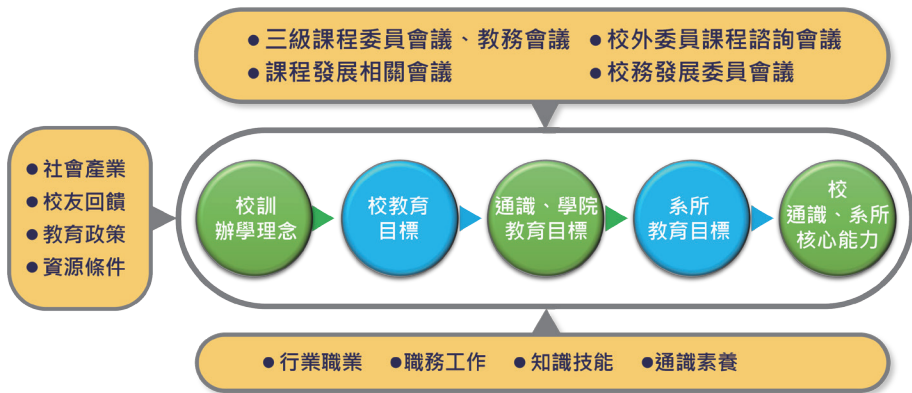 ● 三級課程委員會議、教務會議 ● 校外委員課程諮詢會議
● 課程發展相關會議 ● 校務發展委員會議
● 社會產業
● 校友回饋
● 教育政策
● 資源條件
校訓
辦學理念
校教育
目標
通識、學院
教育目標
系所
教育目標
校
通識、系所
核心能力
● 行業職業 ● 職務工作 ● 知識技能 ● 通識素養